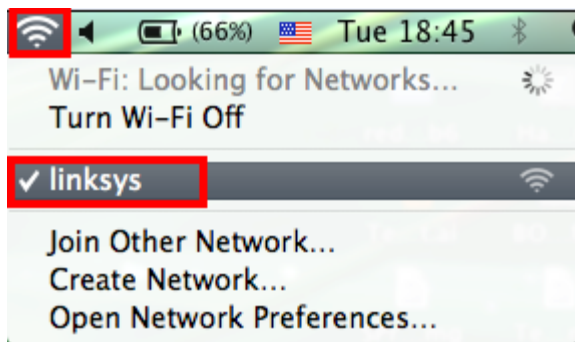 (66%) Tue 18:45
Wi-Fi: Looking for Networks...
Turn Wi-Fi Off
linksys
Join Other Network...
Create Network...
Open Network Preferences...